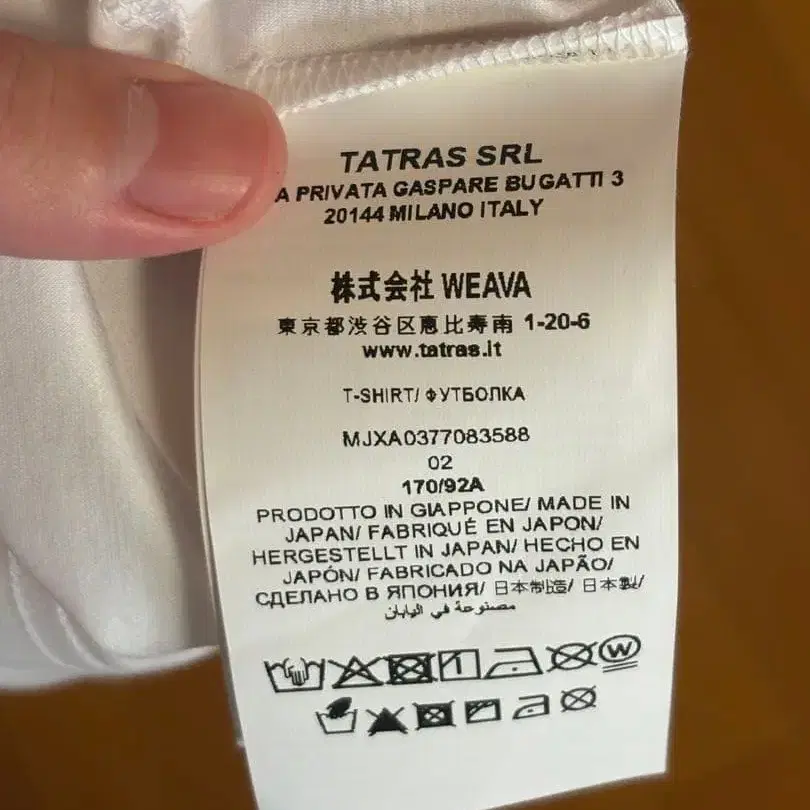 TATRAS SRL
A PRIVATA GASPARE BUGATTI 3
20144 MILANO ITALY
株式会社 WEAVA
東京都渋谷区恵比寿南 1-20-6
www.tatras.it
T-SHIRT/ ФУТБОЛКА
MJXA0377083588
02
170/92A
PRODOTTO IN GIAPPONE/ MADE IN
JAPAN/ FABRIQUÉ EN JAPON/
HERGESTELLT IN JAPAN/ HECHO EN
JAPÓN/ FABRICADO NA JAPÃO/
СДЕЛАНО В ЯПОНИЯ/ 日本制造/ 日本製/
مصنوعة في اليابان
W